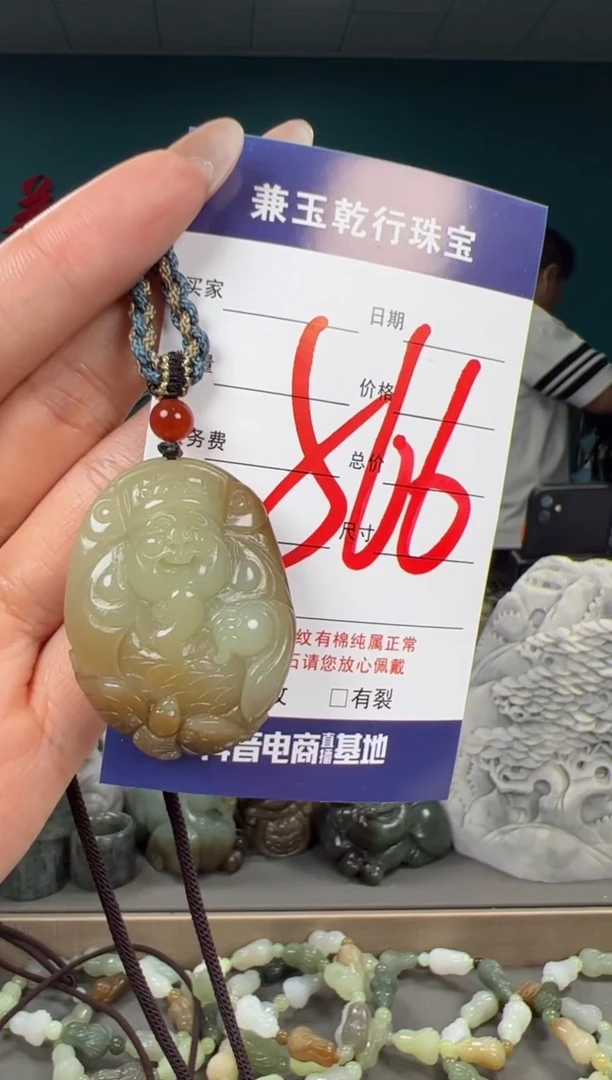 兼玉乾行珠宝
买家
日期
量
价格
务费
总价
尺寸
866
纹有棉纯属正常
石请您放心佩戴
纹 □有裂
抖音电商直播基地